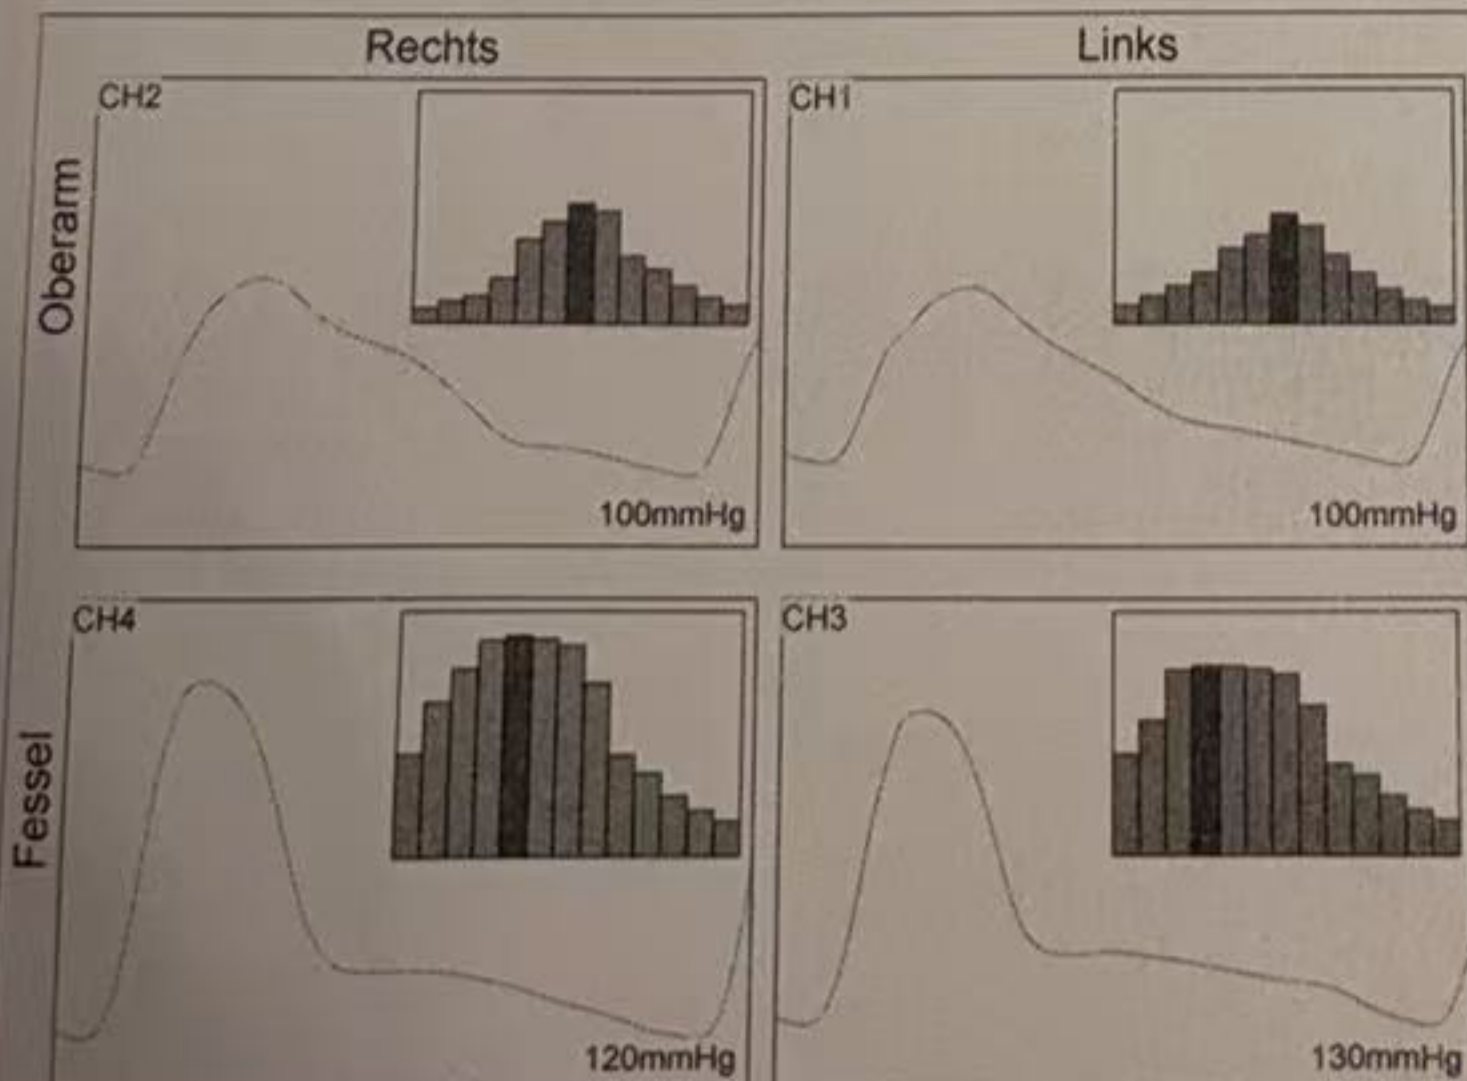 Rechts
Links
Oberarm
CH2
100mmHg
CH1
100mmHg
Fessel
CH4
120mmHg
CH3
130mmHg